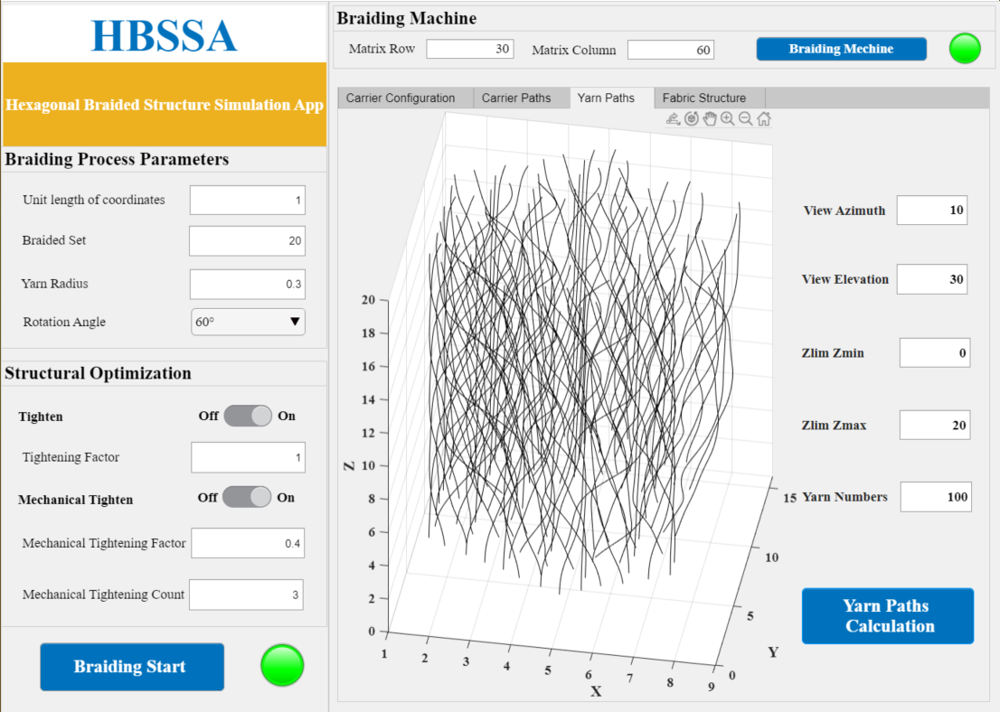 HBSSA
Hexagonal Braided Structure Simulation App
Braiding Process Parameters
Unit length of coordinates 1
Braided Set 20
Yarn Radius 0.3
Rotation Angle 60°
Structural Optimization
Tighten Off On
Tightening Factor 1
Mechanical Tighten Off On
Mechanical Tightening Factor 0.4
Mechanical Tightening Count 3
Braiding Start
Braiding Machine
Matrix Row 30 Matrix Column 60 Braiding Mechine
Carrier Configuration Carrier Paths Yarn Paths Fabric Structure
20
18
16
14
12
10
8
6
4
2
0
Z
1 2 3 4 5 6 7 8 9
X
0
5
10
15
Y
View Azimuth 10
View Elevation 30
Zlim Zmin 0
Zlim Zmax 20
Yarn Numbers 100
Yarn Paths
Calculation